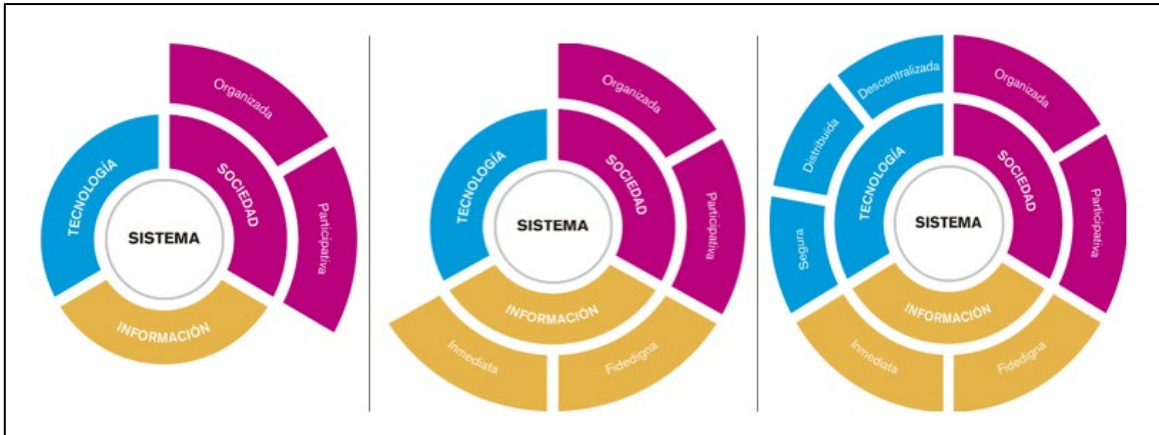 Organizada
TECNOLOGÍA
SOCIEDAD
Participativa
SISTEMA
INFORMACIÓN
Organizada
TECNOLOGÍA
SOCIEDAD
Participativa
SISTEMA
INFORMACIÓN
Inmediata
Fidedigna
Descentralizada
Organizada
Distribuida
TECNOLOGÍA
SOCIEDAD
Participativa
Segura
SISTEMA
INFORMACIÓN
Inmediata
Fidedigna